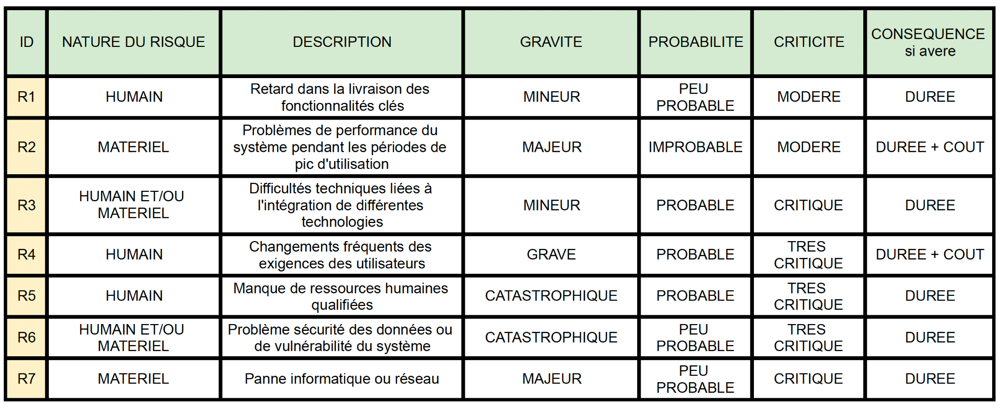 ID NATURE DU RISQUE DESCRIPTION GRAVITE PROBABILITE CRITICITE CONSEQUENCE
si avere
R1 HUMAIN Retard dans la livraison des
fonctionnalités clés MINEUR PEU
PROBABLE MODERE DUREE
R2 MATERIEL Problèmes de performance du
système pendant les périodes de
pic d'utilisation MAJEUR IMPROBABLE MODERE DUREE + COUT
R3 HUMAIN ET/OU
MATERIEL Difficultés techniques liées à
l'intégration de différentes
technologies MINEUR PROBABLE CRITIQUE DUREE
R4 HUMAIN Changements fréquents des
exigences des utilisateurs GRAVE PROBABLE TRES
CRITIQUE DUREE + COUT
R5 HUMAIN Manque de ressources humaines
qualifiées CATASTROPHIQUE PROBABLE TRES
CRITIQUE DUREE
R6 HUMAIN ET/OU
MATERIEL Problème sécurité des données ou
de vulnérabilité du système CATASTROPHIQUE PEU
PROBABLE TRES
CRITIQUE DUREE
R7 MATERIEL Panne informatique ou réseau MAJEUR PEU
PROBABLE CRITIQUE DUREE